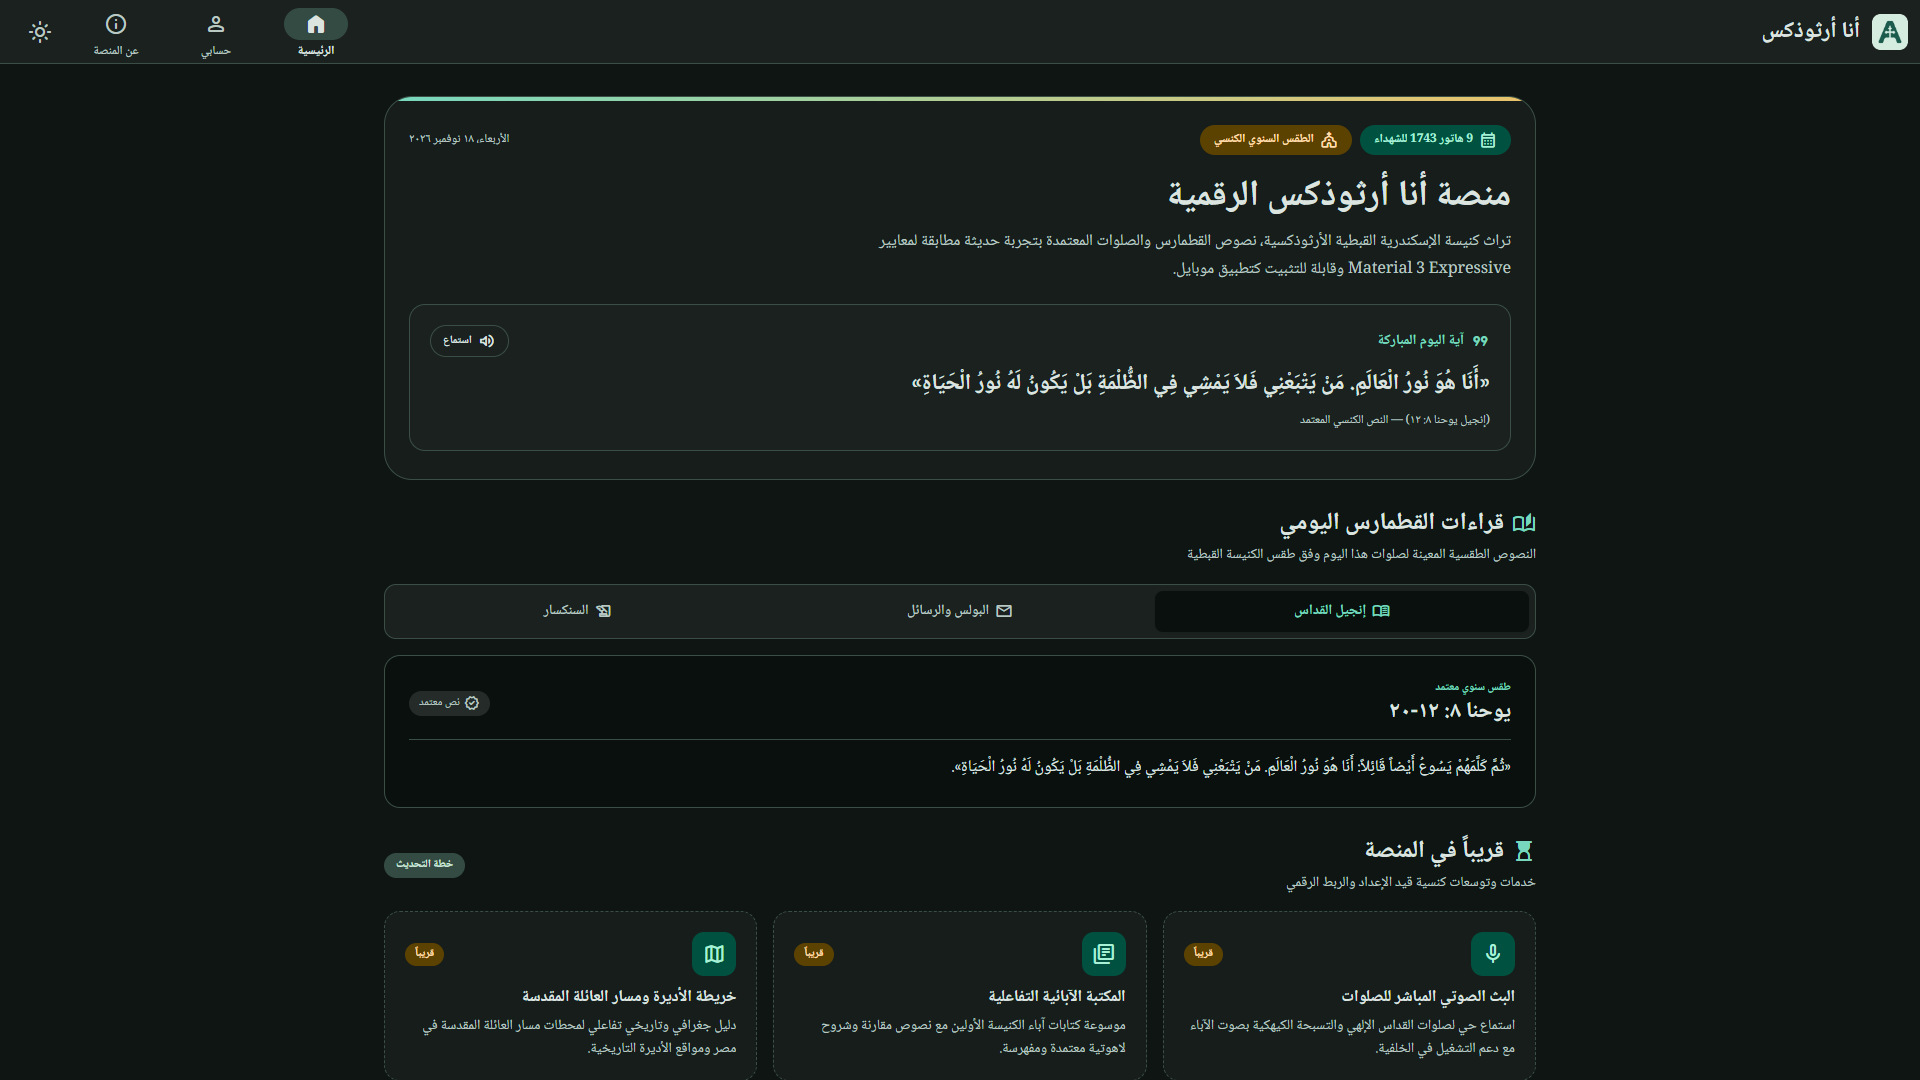 أنا أرثوذكس
الرئيسية
حسابي
عن المنصة
9 هاتور 1743 للشهداء
الطقس السنوي الكنسي
الأربعاء، ١٨ نوفمبر ٢٠٢٦
منصة أنا أرثوذكس الرقمية
تراث كنيسة الإسكندرية القبطية الأرثوذكسية، نصوص القطمارس والصلوات المعتمدة بتجربة حديثة مطابقة لمعايير
Material 3 Expressive وقابلة للتثبيت كتطبيق موبايل.
آية اليوم المباركة
استماع
«أَنَا هُوَ نُورُ الْعَالَمِ. مَنْ يَتْبَعْنِي فَلاَ يَمْشِي فِي الظُّلْمَةِ بَلْ يَكُونُ لَهُ نُورُ الْحَيَاةِ»
(إنجيل يوحنا ٨: ١٢) — النص الكنسي المعتمد
قراءات القطمارس اليومي
النصوص الطقسية المعينة لصلوات هذا اليوم وفق طقس الكنيسة القبطية
إنجيل القداس
البولس والرسائل
السنكسار
طقس سنوي معتمد
يوحنا ٨: ١٢-٢٠
نص معتمد
«ثُمَّ كَلَّمَهُمْ يَسُوعُ أَيْضاً قَائِلاً: أَنَا هُوَ نُورُ الْعَالَمِ. مَنْ يَتْبَعْنِي فَلاَ يَمْشِي فِي الظُّلْمَةِ بَلْ يَكُونُ لَهُ نُورُ الْحَيَاةِ».
قريباً في المنصة
خدمات وتوسعات كنسية قيد الإعداد والربط الرقمي
خطة التحديث
قريباً
البث الصوتي المباشر للصلوات
استماع حي لصلوات القداس الإلهي والتسبحة الكيهكية بصوت الآباء
مع دعم التشغيل في الخلفية.
قريباً
المكتبة الآبائية التفاعلية
موسوعة كتابات آباء الكنيسة الأولين مع نصوص مقارنة وشروح
لاهوتية معتمدة ومفهرسة.
قريباً
خريطة الأديرة ومسار العائلة المقدسة
دليل جغرافي وتاريخي تفاعلي لمحطات مسار العائلة المقدسة في
مصر ومواقع الأديرة التاريخية.